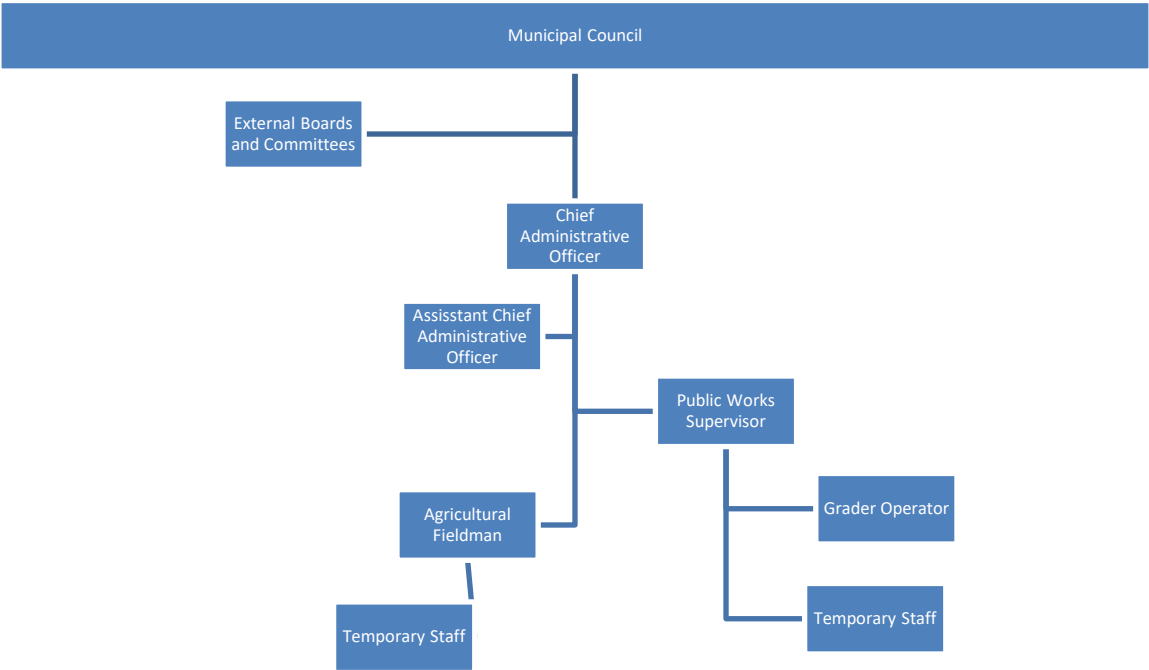 Municipal Council
External Boards
and Committees
Chief
Administrative
Officer
Assisstant Chief
Administrative
Officer
Public Works
Supervisor
Grader Operator
Agricultural
Fieldman
Temporary Staff
Temporary Staff